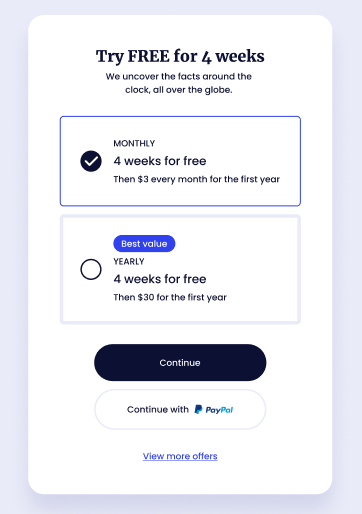 Try FREE for 4 weeks
We uncover the facts around the
clock, all over the globe.
MONTHLY
4 weeks for free
Then $3 every month for the first year
Best value
YEARLY
4 weeks for free
Then $30 for the first year
Continue
Continue with PayPal
View more offers